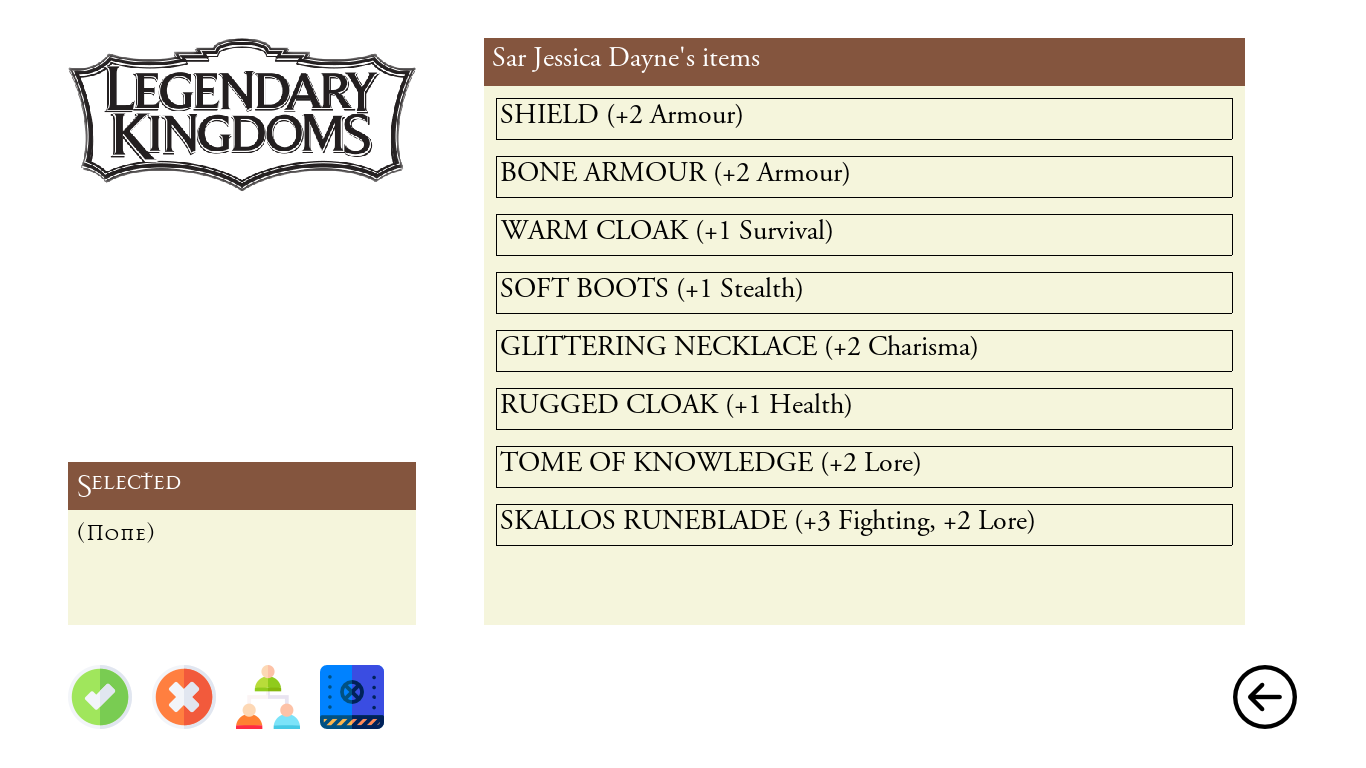 LEGENDARY
KINGDOMS
Sar Jessica Dayne's items
SHIELD (+2 Armour)
BONE ARMOUR (+2 Armour)
WARM CLOAK (+1 Survival)
SOFT BOOTS (+1 Stealth)
GLITTERING NECKLACE (+2 Charisma)
RUGGED CLOAK (+1 Health)
TOME OF KNOWLEDGE (+2 Lore)
SKALLOS RUNEBLADE (+3 Fighting, +2 Lore)
Selected
(None)